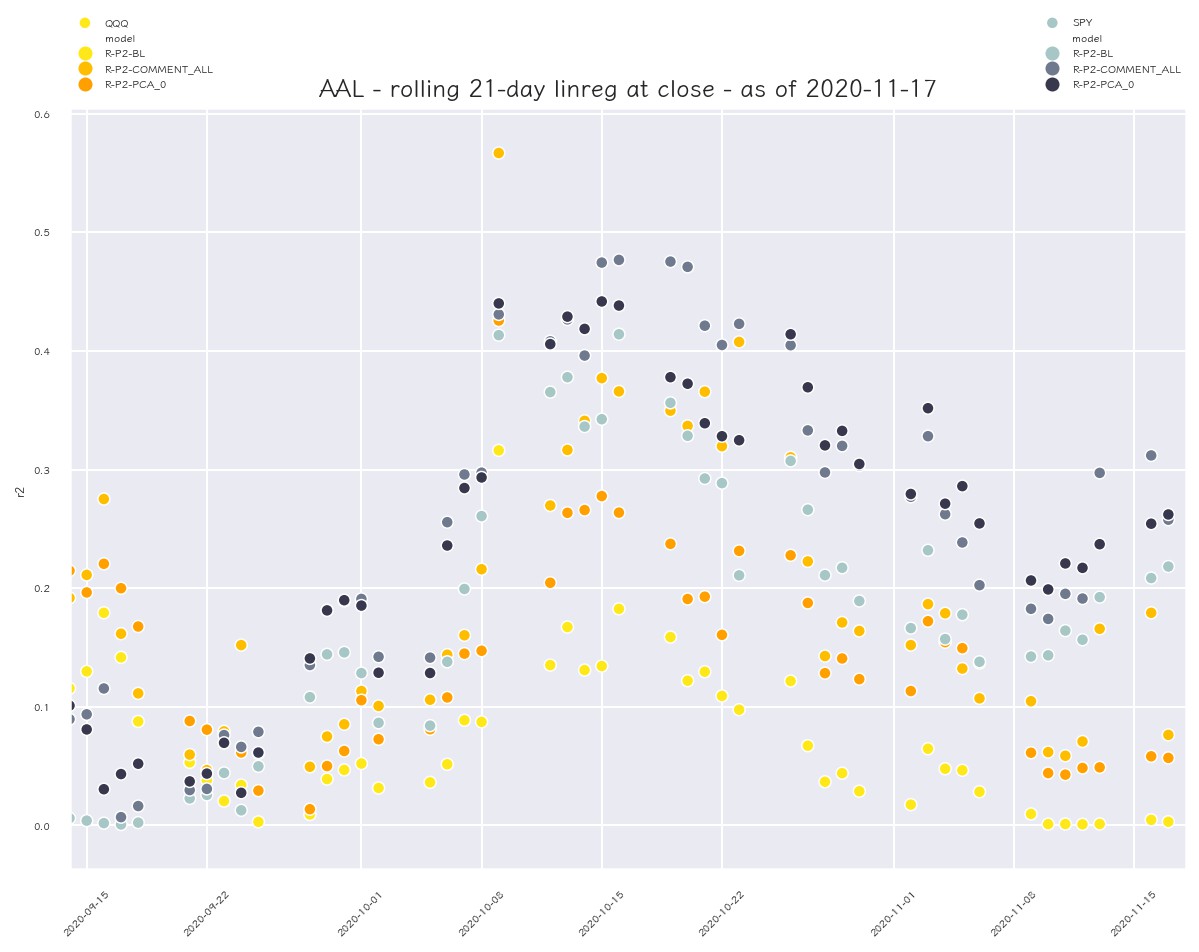 QQQ
model
R-P2-BL
R-P2-COMMENT_ALL
R-P2-PCA_0
SPY
model
R-P2-BL
R-P2-COMMENT_ALL
R-P2-PCA_0
AAL - rolling 21-day linreg at close - as of 2020-11-17
0.6
0.5
0.4
0.3
0.2
0.1
0.0
r2
2020-09-15
2020-09-22
2020-10-01
2020-10-08
2020-10-15
2020-10-22
2020-11-01
2020-11-08
2020-11-15